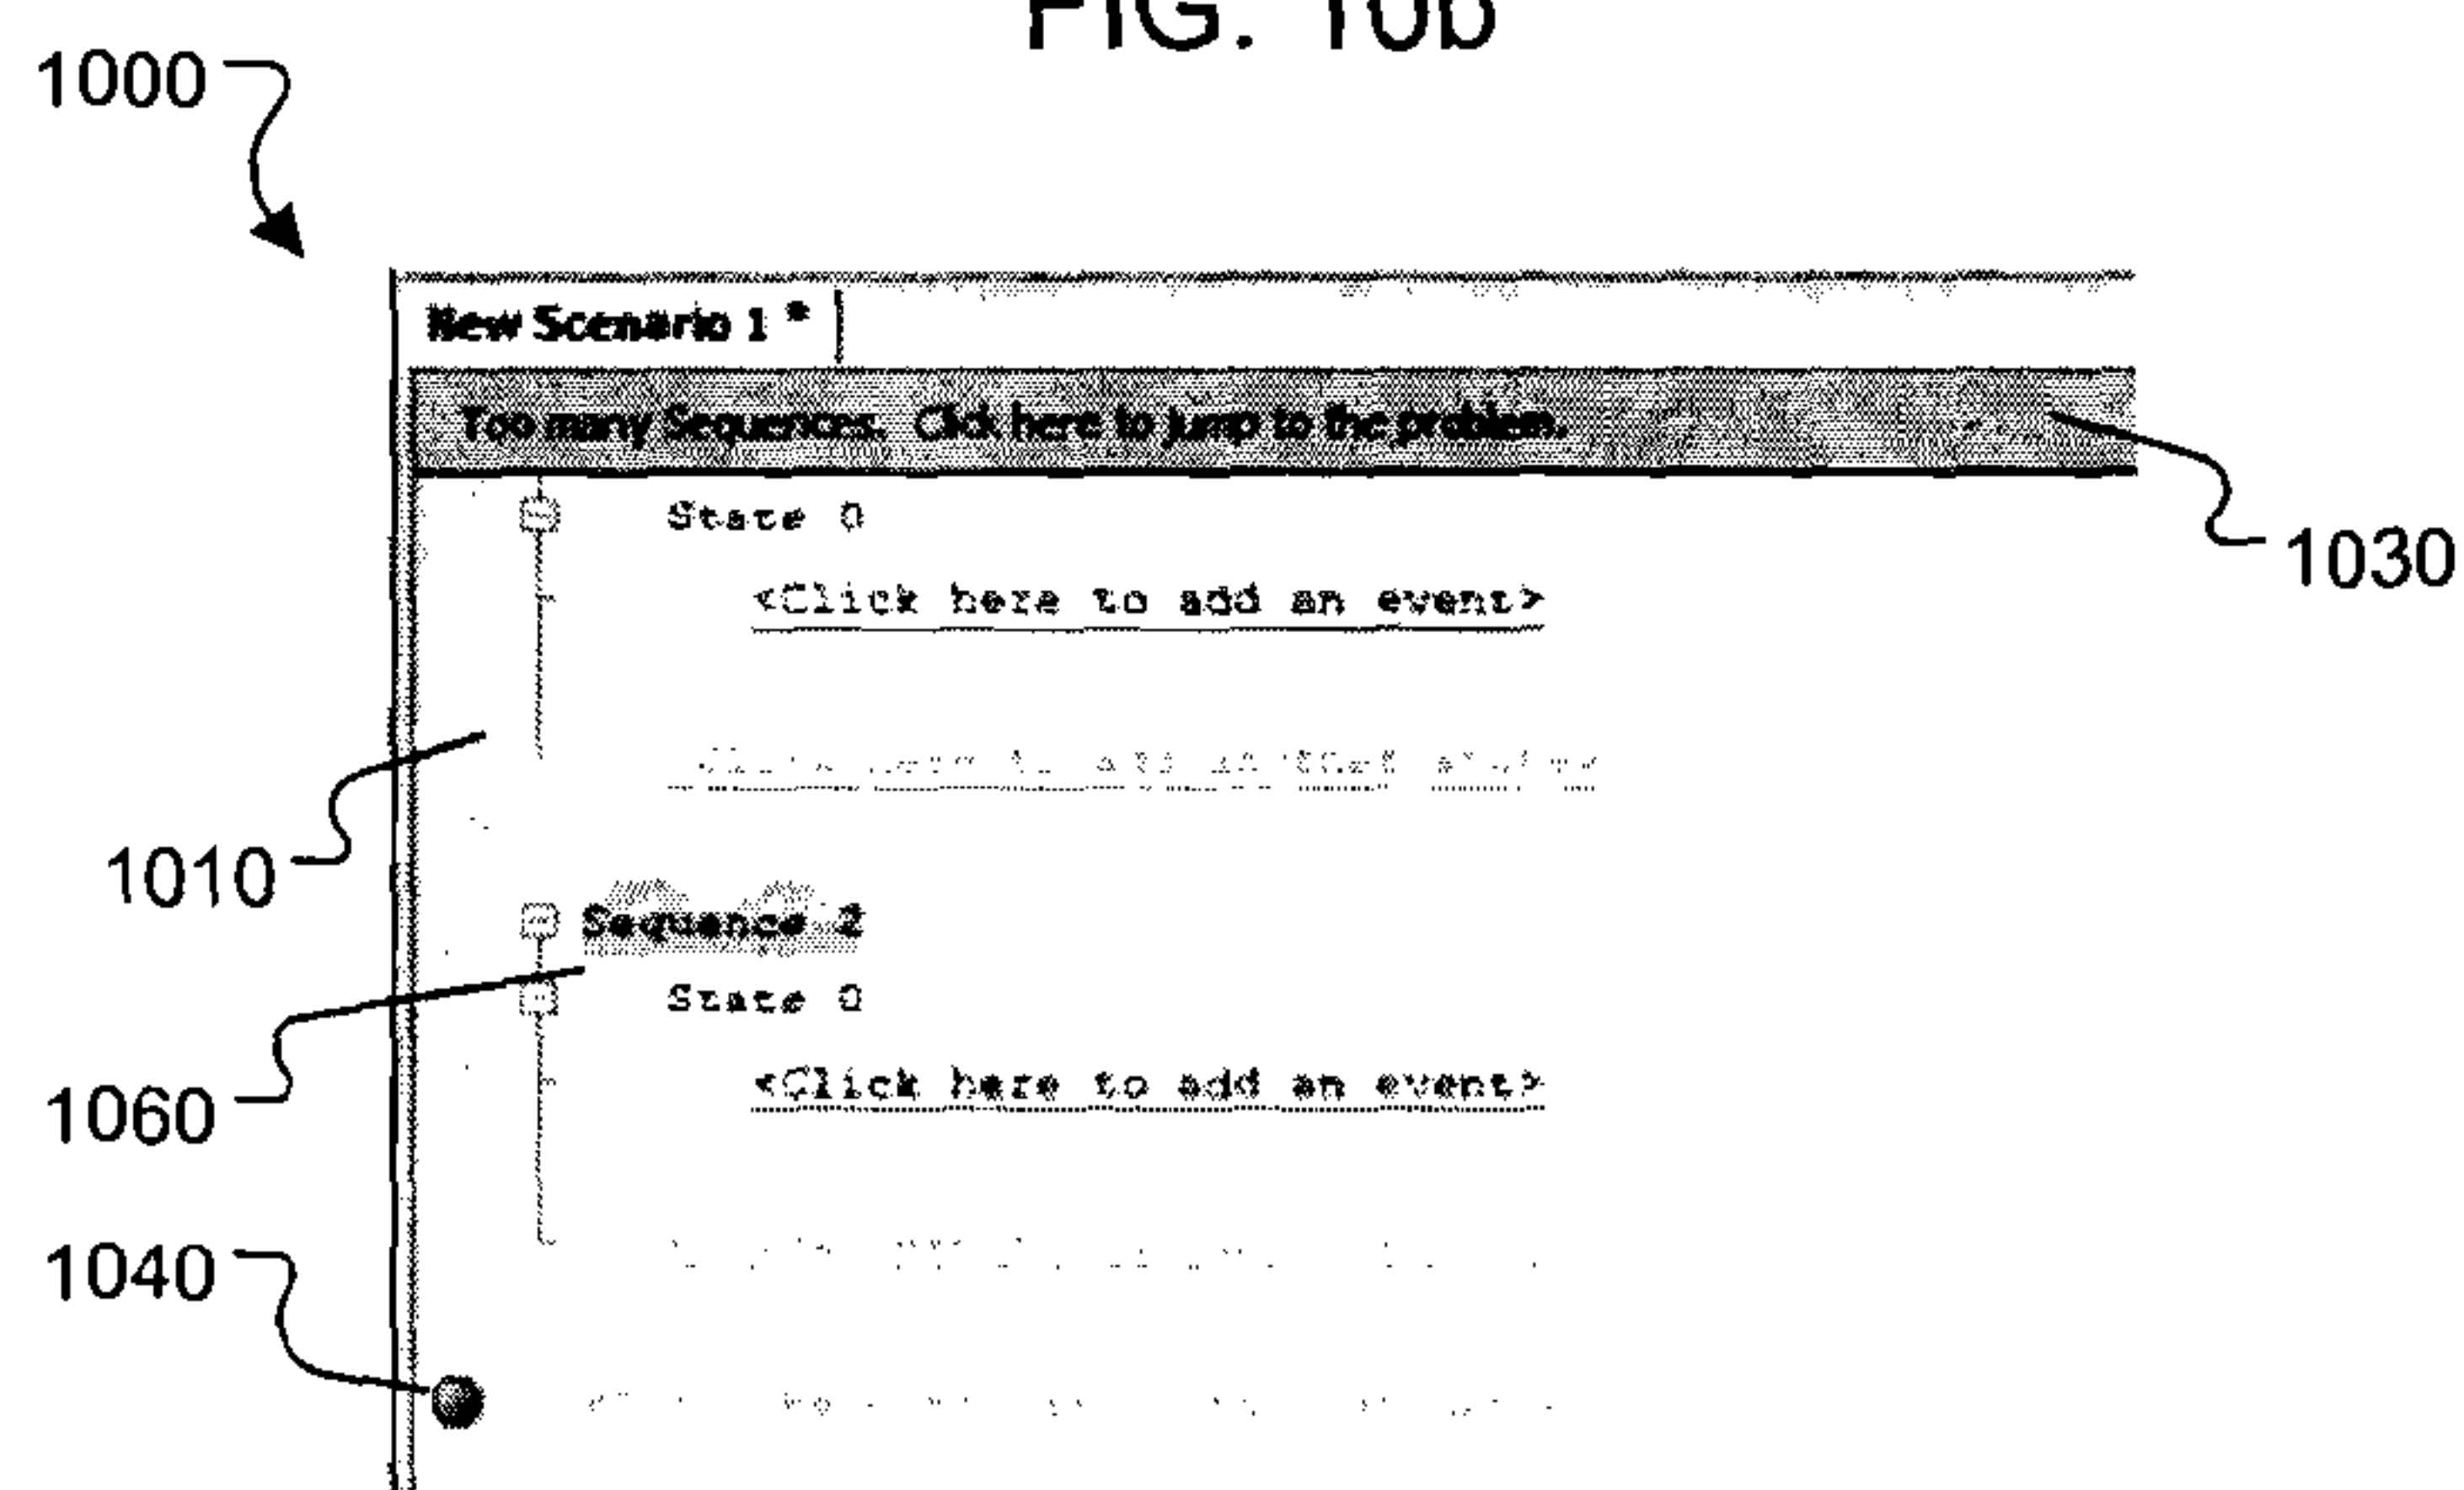 FIG. 10b
1000
New Scenario 1 *
Too many Sequences. Click here to jump to the problem.
State 0
1030
<Click here to add an event>
1010
Sequence 2
State 0
1060
<Click here to add an event>
1040